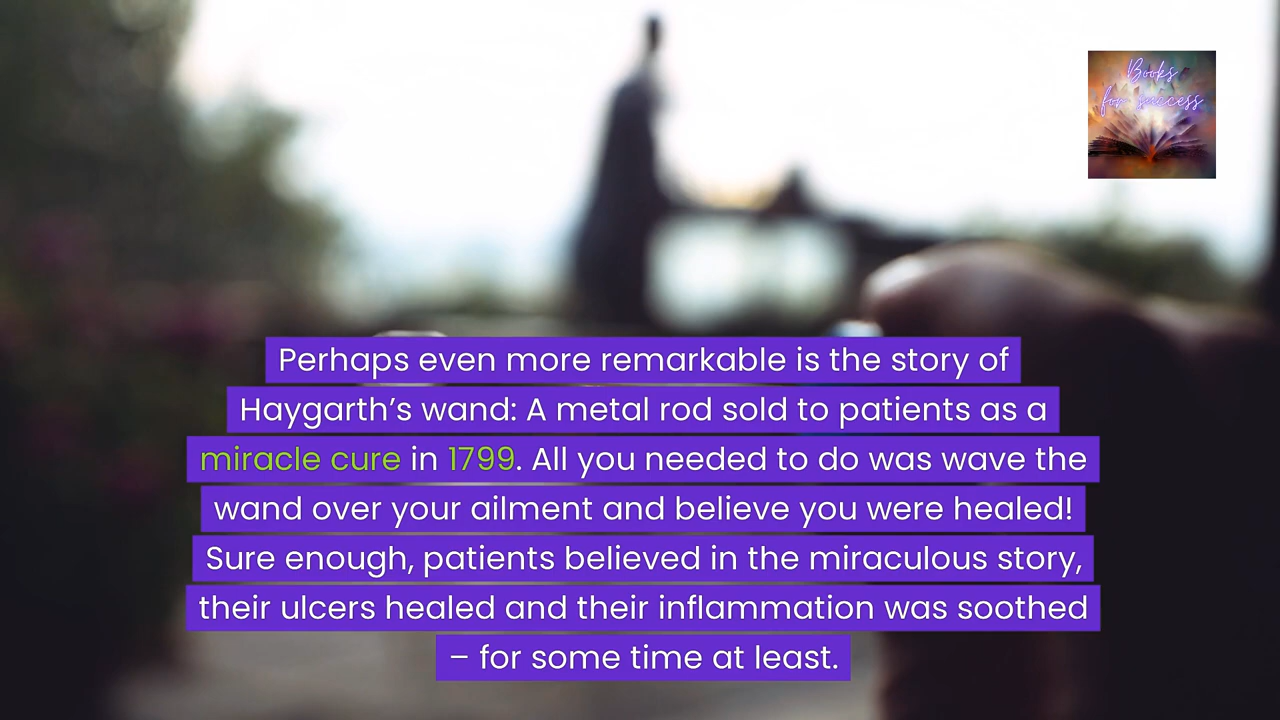 Books
for success
Perhaps even more remarkable is the story of
Haygarth’s wand: A metal rod sold to patients as a
miracle cure in 1799. All you needed to do was wave the
wand over your ailment and believe you were healed!
Sure enough, patients believed in the miraculous story,
their ulcers healed and their inflammation was soothed
– for some time at least.